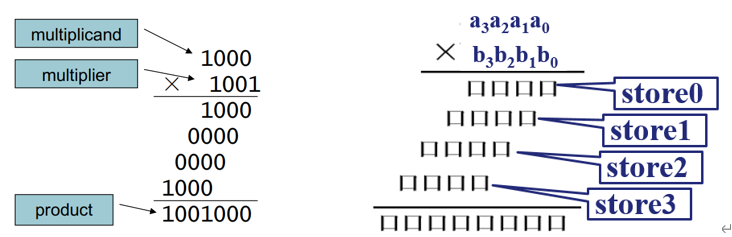 multiplicand
1000
multiplier
× 1001
1000
0000
0000
1000
product
1001000
a₃a₂a₁a₀
× b₃b₂b₁b₀
store0
store1
store2
store3